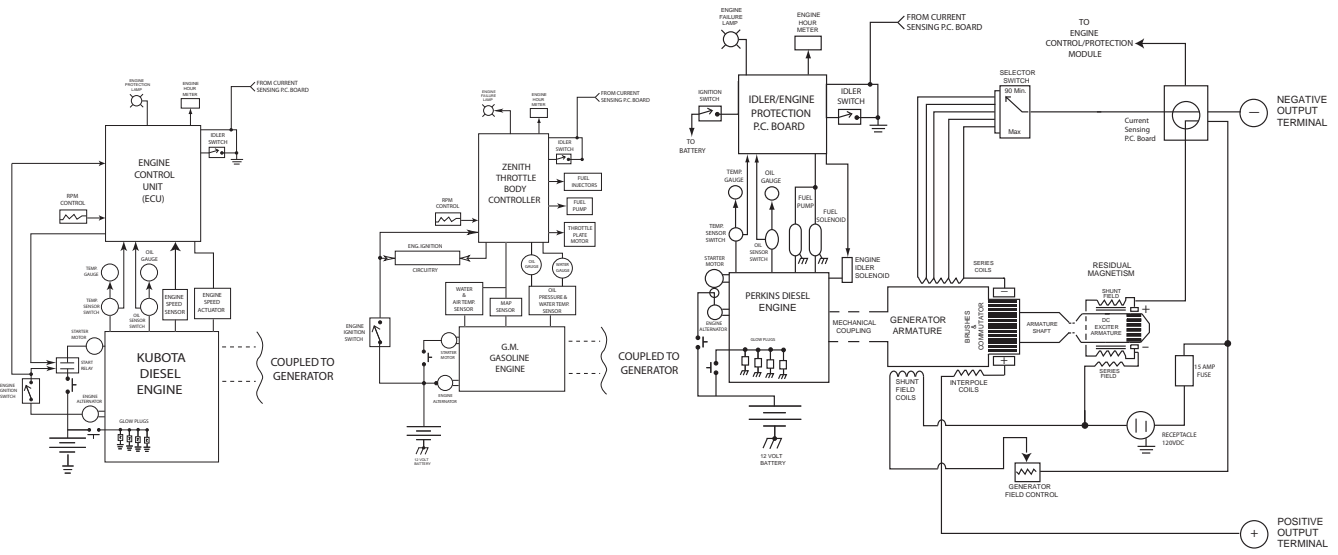 ENGINE
PROTECTION
LAMP
ENGINE
HOUR
METER
FROM CURRENT
SENSING P.C. BOARD
IDLER
SWITCH
ENGINE
CONTROL
UNIT
(ECU)
RPM
CONTROL
TEMP.
GAUGE
OIL
GAUGE
TEMP.
SENSOR
SWITCH
OIL
SENSOR
SWITCH
ENGINE
SPEED
SENSOR
ENGINE
SPEED
ACTUATOR
STARTER
MOTOR
START
RELAY
ENGINE
IGNITION
SWITCH
ENGINE
ALTERNATOR
GLOW PLUGS
KUBOTA
DIESEL
ENGINE
COUPLED TO
GENERATOR
ENGINE
FAILURE
LAMP
ENGINE
HOUR
METER
FROM CURRENT
SENSING P.C. BOARD
IDLER
SWITCH
ZENITH
THROTTLE
BODY
CONTROLLER
FUEL
INJECTORS
FUEL
PUMP
THROTTLE
PLATE
MOTOR
RPM
CONTROL
ENG. IGNITION
CIRCUITRY
OIL
GAUGE
WATER
GAUGE
WATER
&
AIR TEMP.
SENSOR
MAP
SENSOR
OIL
PRESSURE &
WATER TEMP.
SENSOR
ENGINE
IGNITION
SWITCH
STARTER
MOTOR
G.M.
GASOLINE
ENGINE
ENGINE
ALTERNATOR
12 VOLT
BATTERY
COUPLED TO
GENERATOR
ENGINE
FAILURE
LAMP
ENGINE
HOUR
METER
FROM CURRENT
SENSING P.C. BOARD
IGNITION
SWITCH
TO
BATTERY
IDLER/ENGINE
PROTECTION
P.C. BOARD
IDLER
SWITCH
TEMP.
GAUGE
OIL
GAUGE
FUEL
PUMP
FUEL
SOLENOID
TEMP.
SENSOR
SWITCH
OIL
SENSOR
SWITCH
STARTER
MOTOR
ENGINE
IDLER
SOLENOID
ENGINE
ALTERNATOR
PERKINS DIESEL
ENGINE
GLOW PLUGS
12 VOLT
BATTERY
MECHANICAL
COUPLING
TO
ENGINE
CONTROL/PROTECTION
MODULE
SELECTOR
SWITCH
90 Min.
Max
Current
Sensing
P.C. Board
NEGATIVE
OUTPUT
TERMINAL
SERIES
COILS
GENERATOR
ARMATURE
BRUSHES
&
COMMUTATOR
ARMATURE
SHAFT
RESIDUAL
MAGNETISM
SHUNT
FIELD
DC
EXCITER
ARMATURE
SERIES
FIELD
15 AMP
FUSE
SHUNT
FIELD
COILS
INTERPOLE
COILS
RECEPTACLE
120VDC
GENERATOR
FIELD CONTROL
POSITIVE
OUTPUT
TERMINAL